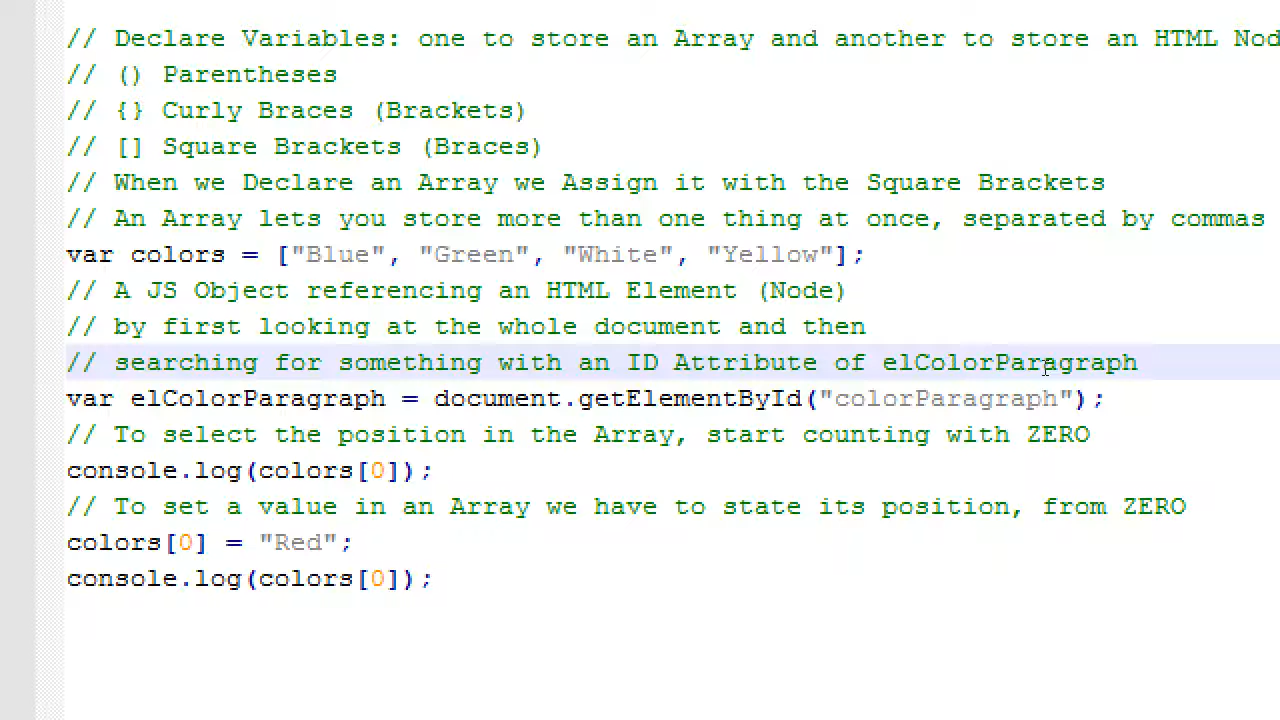 // Declare Variables: one to store an Array and another to store an HTML Nod
// () Parentheses
// {} Curly Braces (Brackets)
// [] Square Brackets (Braces)
// When we Declare an Array we Assign it with the Square Brackets
// An Array lets you store more than one thing at once, separated by commas
var colors = ["Blue", "Green", "White", "Yellow"];
// A JS Object referencing an HTML Element (Node)
// by first looking at the whole document and then
// searching for something with an ID Attribute of elColorParagraph
var elColorParagraph = document.getElementById("colorParagraph");
// To select the position in the Array, start counting with ZERO
console.log(colors[0]);
// To set a value in an Array we have to state its position, from ZERO
colors[0] = "Red";
console.log(colors[0]);